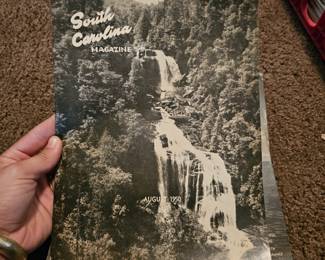 South
Carolina
MAGAZINE
AUGUST, 1950